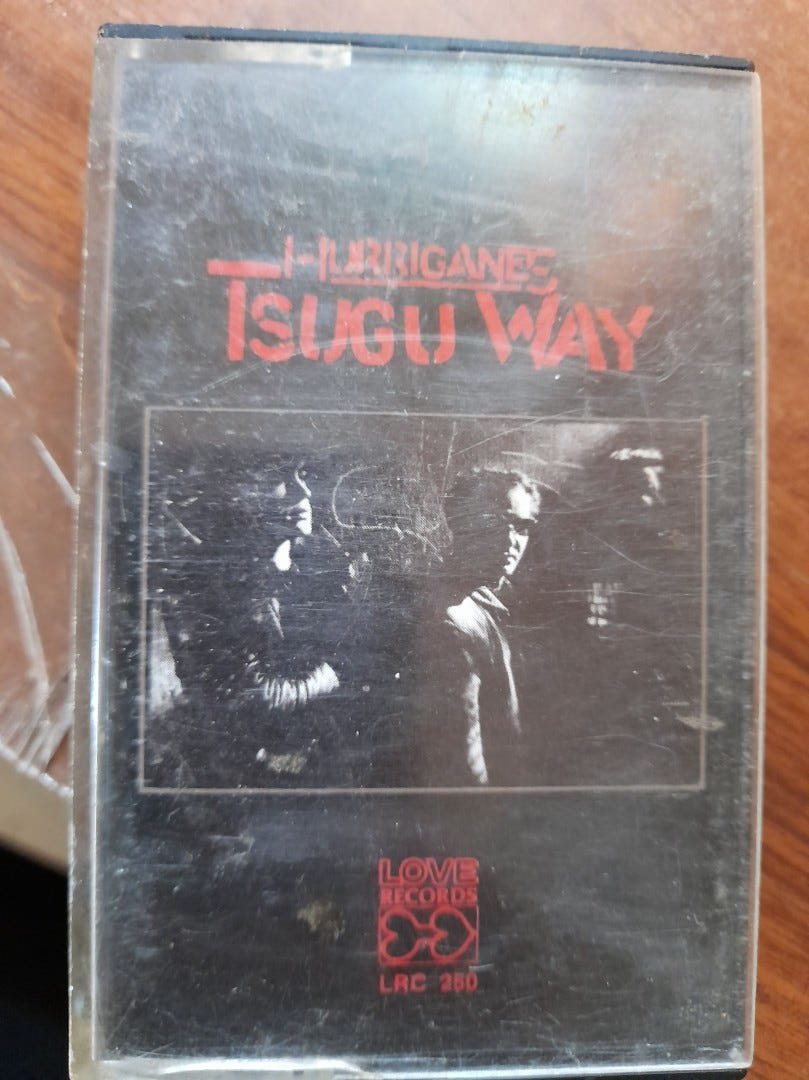 HURRIGANES
TSUGU WAY
LOVE
RECORDS
LRC 250